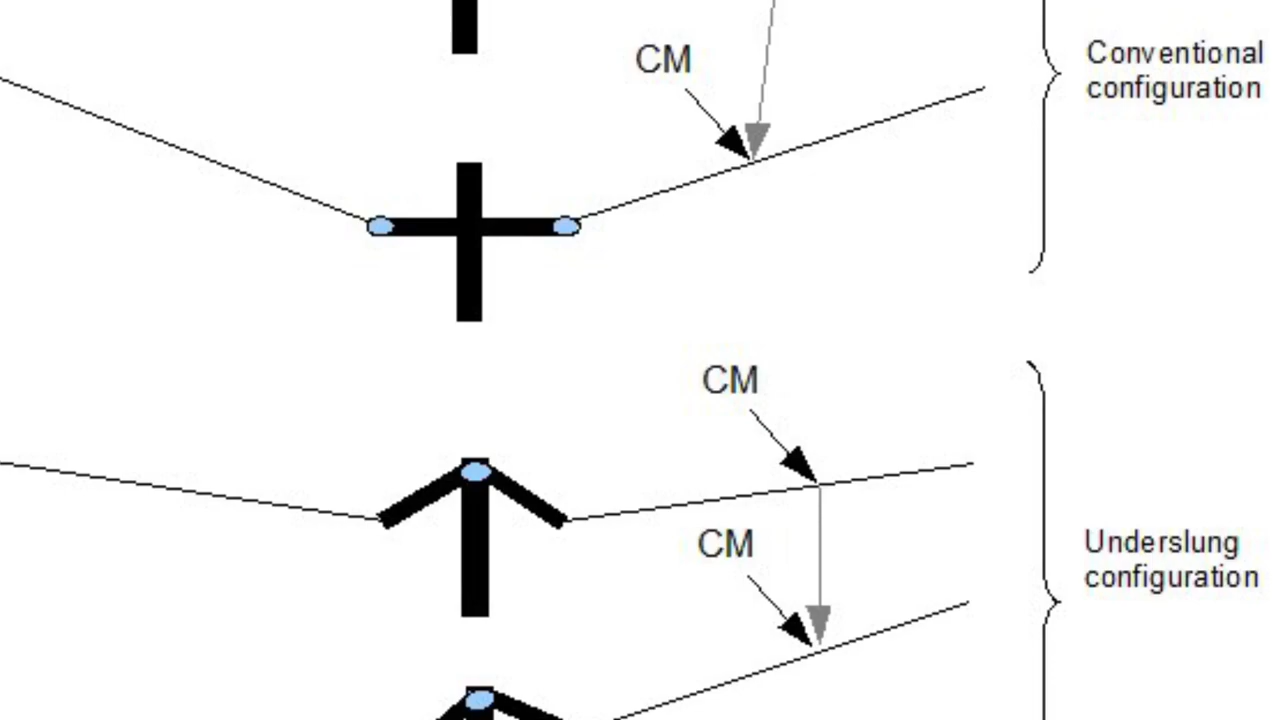 CM
Conventional
configuration
CM
CM
Underslung
configuration